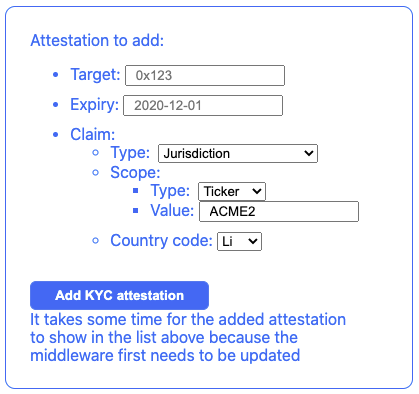 Attestation to add:
Target: 0x123
Expiry: 2020-12-01
Claim:
Type: Jurisdiction
Scope:
Type: Ticker
Value: ACME2
Country code: Li
Add KYC attestation
It takes some time for the added attestation
to show in the list above because the
middleware first needs to be updated